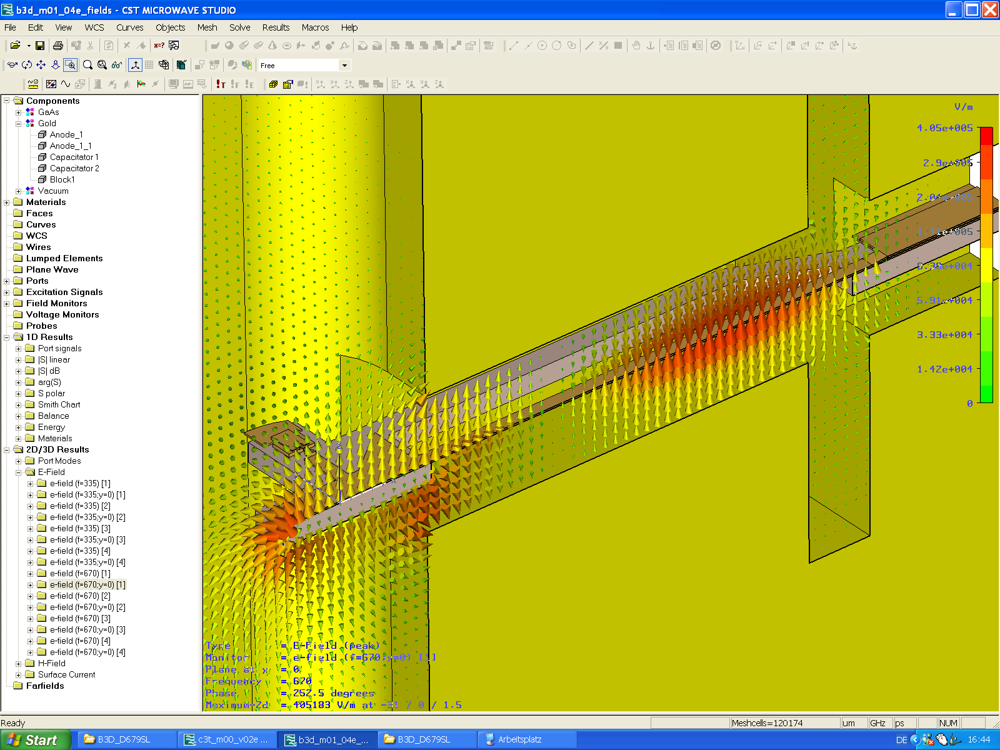 b3d_m01_04e_fields - CST MICROWAVE STUDIO
File Edit View WCS Curves Objects Mesh Solve Results Macros Help
Free
Components
GaAs
Gold
Anode_1
Anode_1_1
Capacitator 1
Capacitator 2
Block1
Vacuum
Materials
Faces
Curves
WCS
Wires
Lumped Elements
Plane Wave
Ports
Excitation Signals
Field Monitors
Voltage Monitors
Probes
1D Results
Port signals
|S| linear
|S| dB
arg(S)
S polar
Smith Chart
Balance
Energy
Materials
2D/3D Results
Port Modes
E-Field
e-field (f=335) [1]
e-field (f=335;y=0) [1]
e-field (f=335) [2]
e-field (f=335;y=0) [2]
e-field (f=335) [3]
e-field (f=335;y=0) [3]
e-field (f=335) [4]
e-field (f=335;y=0) [4]
e-field (f=670) [1]
e-field (f=670;y=0) [1]
e-field (f=670) [2]
e-field (f=670;y=0) [2]
e-field (f=670) [3]
e-field (f=670;y=0) [3]
e-field (f=670) [4]
e-field (f=670;y=0) [4]
H-Field
Surface Current
Farfields
V/m
4.05e+005
2.9e+005
2.04e+005
1.41e+005
9.38e+004
5.91e+004
3.33e+004
1.42e+004
0
Type = E-Field (peak)
Monitor = e-field (f=670;y=0) [1]
Plane at y = 0
Frequency = 670
Phase = 252.5 degrees
Maximum-2d = 405183 V/m at -31 / 0 / 1.5
Ready
Meshcells=120174 um GHz ps NUM
Start B3D_D679SL c3t_m00_v02e ... b3d_m01_04e_... B3D_D679SL Arbeitsplatz DE 16:44